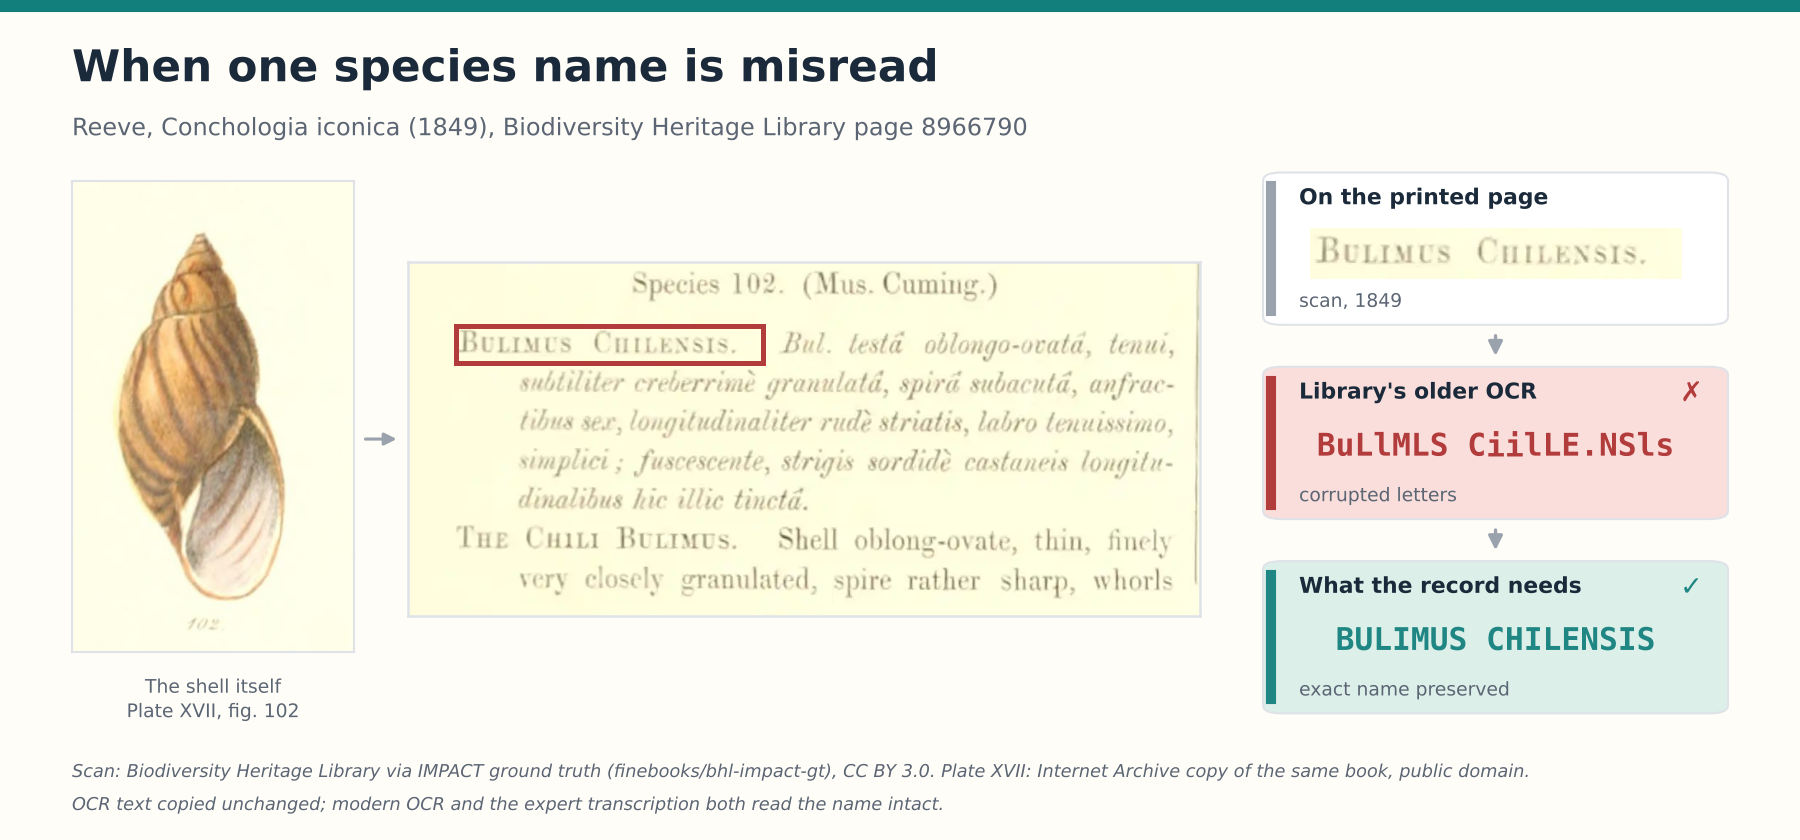 When one species name is misread
Reeve, Conchologia iconica (1849), Biodiversity Heritage Library page 8966790
102.
The shell itself
Plate XVII, fig. 102
Species 102. (Mus. Cuming.)
BULIMUS CHILENSIS. Bul. testâ oblongo-ovatâ, tenui,
subtiliter creberrimè granulatâ, spirâ subacutâ, anfrac-
tibus sex, longitudinaliter rudè striatis, labro tenuissimo,
simplici; fuscescente, strigis sordidè castaneis longitu-
dinalibus hic illic tinctâ.
THE CHILI BULIMUS. Shell oblong-ovate, thin, finely
very closely granulated, spire rather sharp, whorls
On the printed page
BULIMUS CHILENSIS.
scan, 1849
Library's older OCR ✗
BuLlMLS CiilLE.NSls
corrupted letters
What the record needs ✓
BULIMUS CHILENSIS
exact name preserved
Scan: Biodiversity Heritage Library via IMPACT ground truth (finebooks/bhl-impact-gt), CC BY 3.0. Plate XVII: Internet Archive copy of the same book, public domain.
OCR text copied unchanged; modern OCR and the expert transcription both read the name intact.